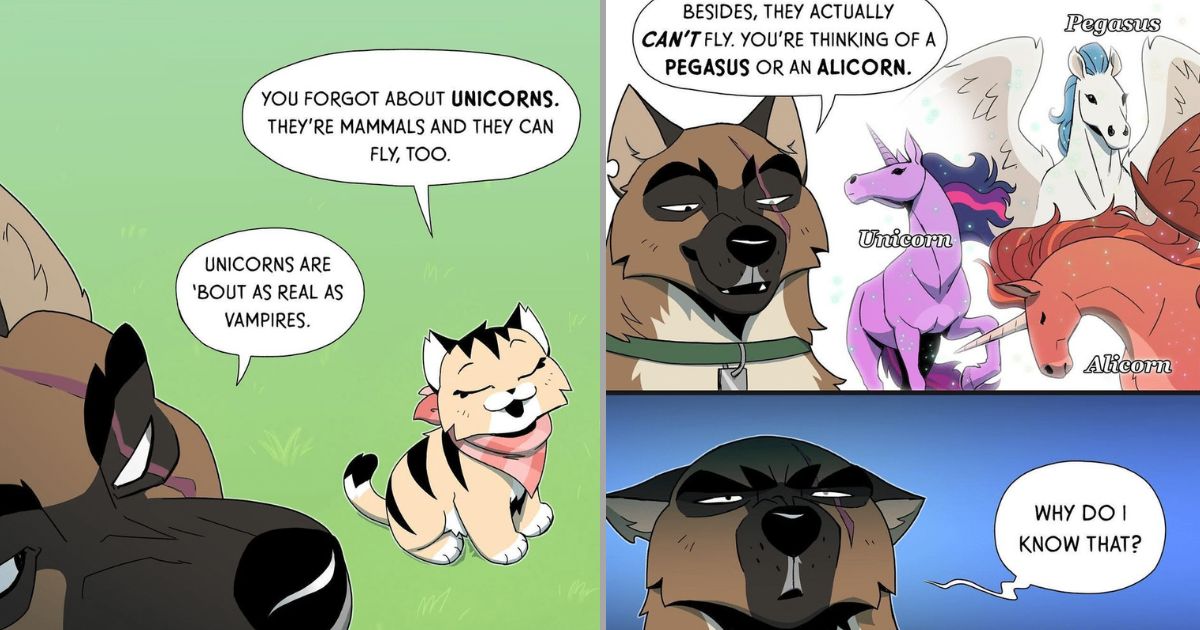 YOU FORGOT ABOUT UNICORNS.
THEY'RE MAMMALS AND THEY CAN
FLY, TOO.
UNICORNS ARE
'BOUT AS REAL AS
VAMPIRES.
BESIDES, THEY ACTUALLY
CAN'T FLY. YOU'RE THINKING OF A
PEGASUS OR AN ALICORN.
Pegasus
Unicorn
Alicorn
WHY DO I
KNOW THAT?